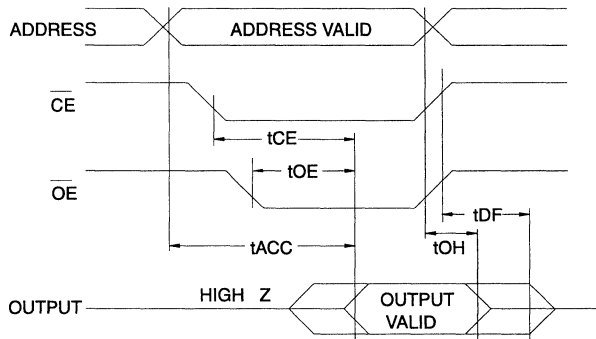 ADDRESS
ADDRESS VALID
CE
tCE
tOE
OE
tDF
tACC
tOH
HIGH Z
OUTPUT
OUTPUT
VALID